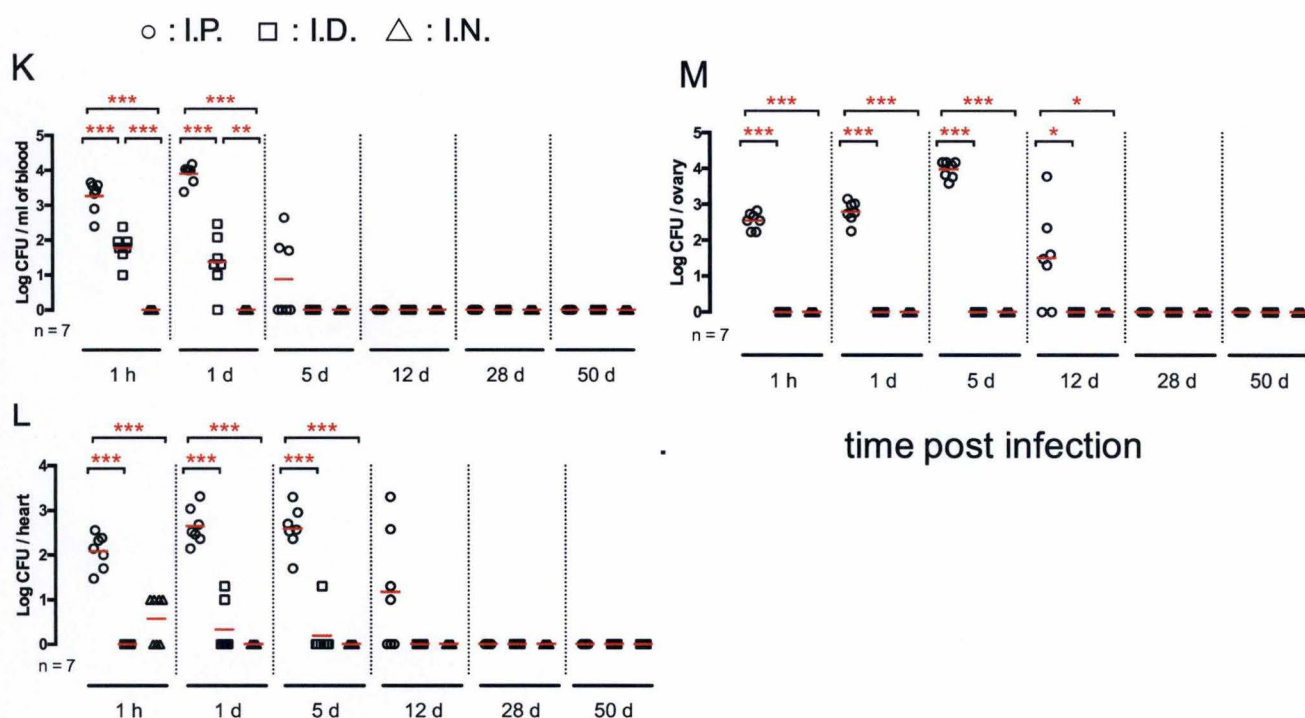 ○ : I.P. □ : I.D. △ : I.N.
K
*** ***
*** *** *** **
Log CFU / ml of blood
5
4
3
2
1
0
n = 7
1 h 1 d 5 d 12 d 28 d 50 d
M
*** *** *** *
*** *** *** *
Log CFU / ovary
5
4
3
2
1
0
n = 7
1 h 1 d 5 d 12 d 28 d 50 d
time post infection
L
*** *** ***
*** *** ***
Log CFU / heart
4
3
2
1
0
n = 7
1 h 1 d 5 d 12 d 28 d 50 d